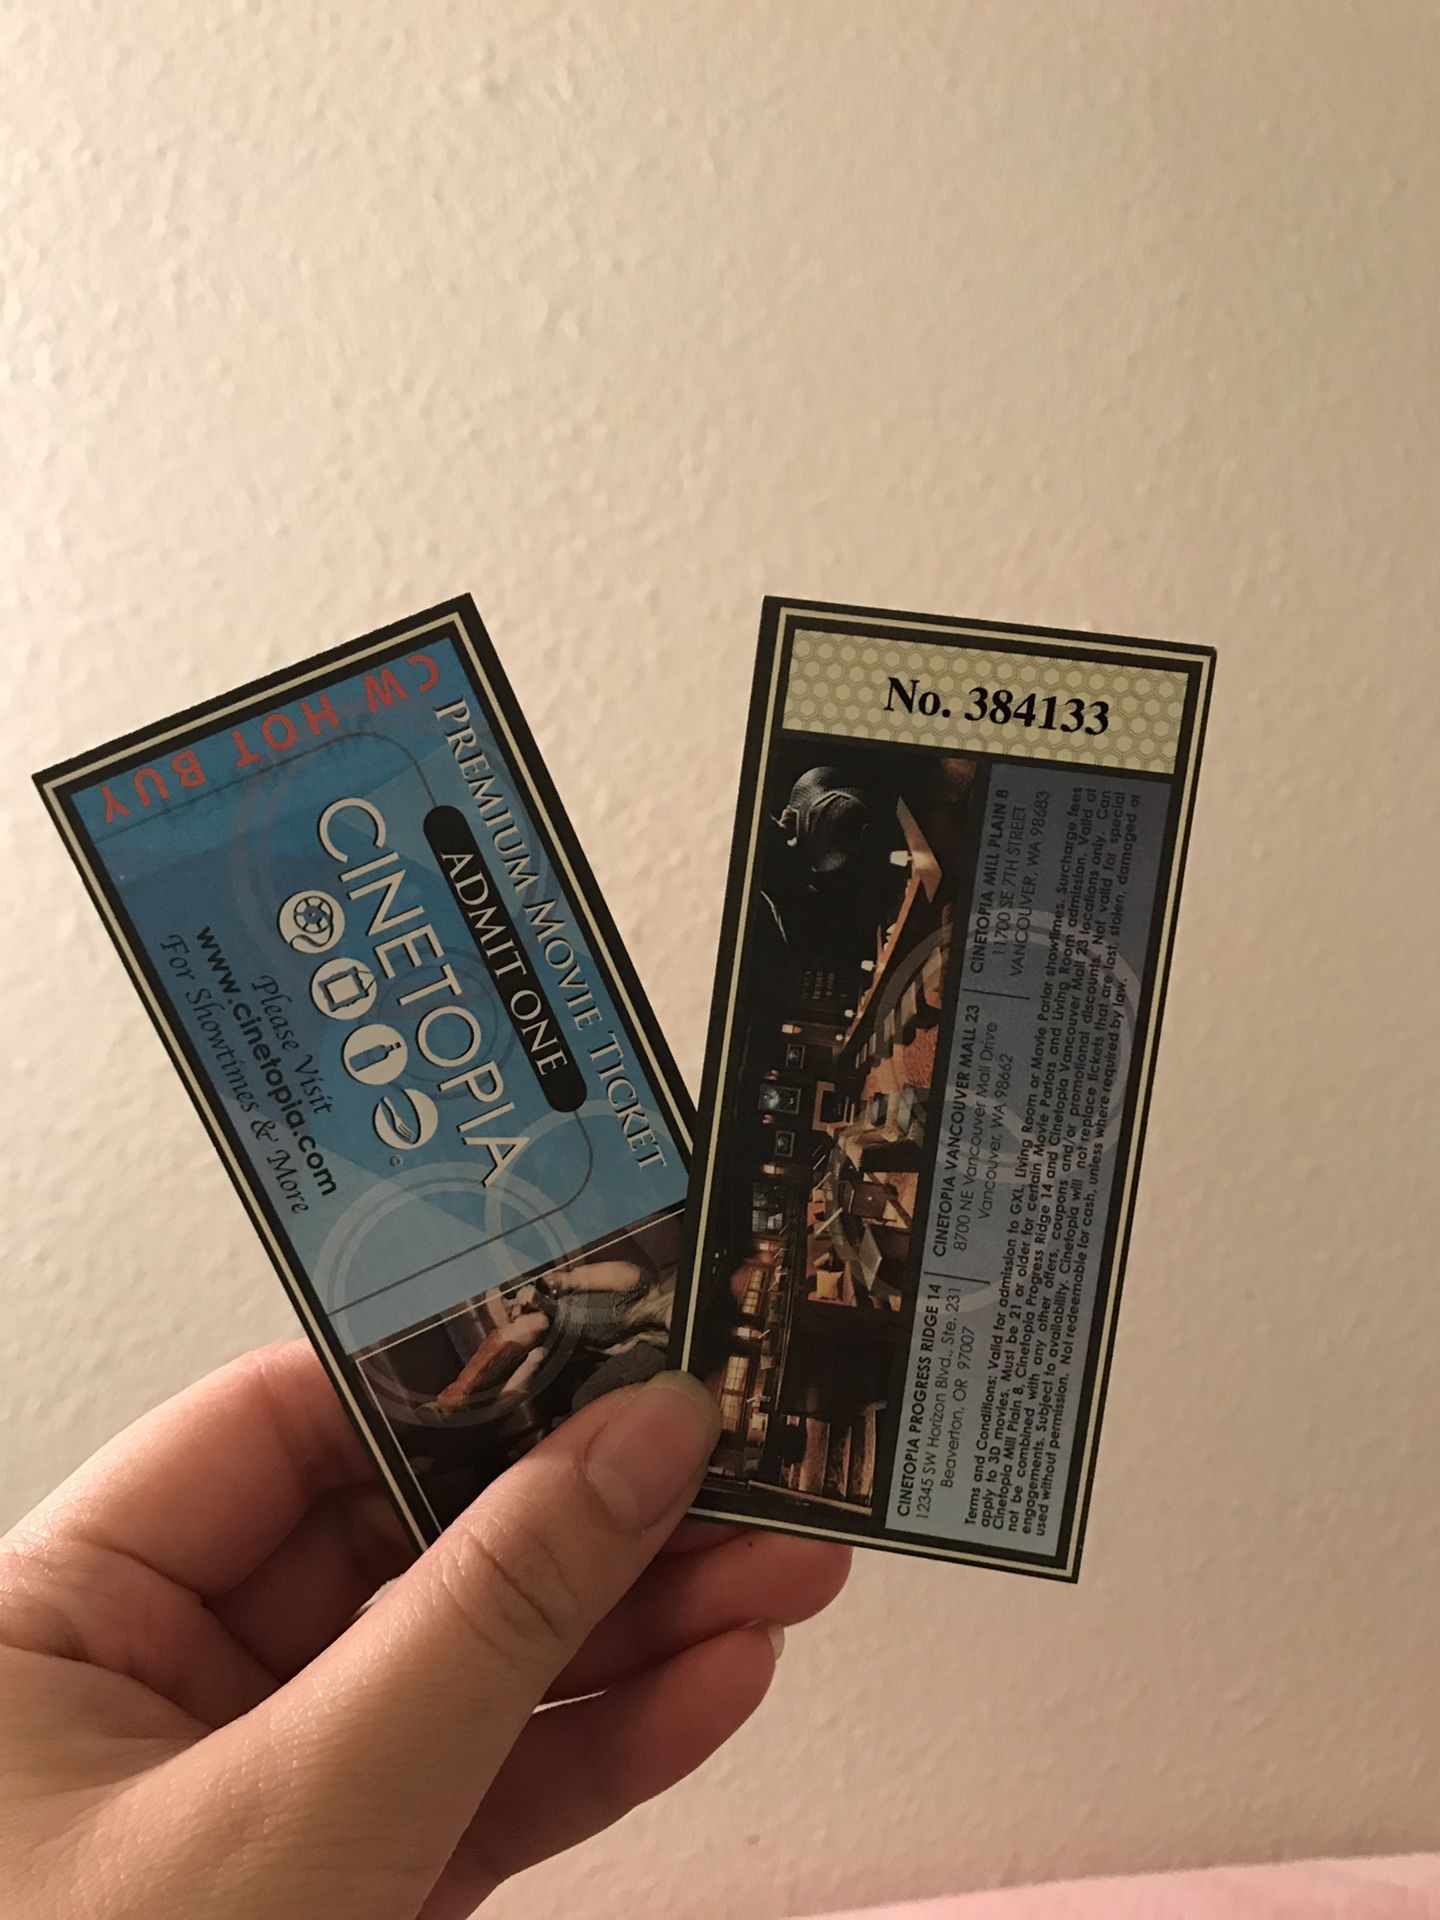 CW HOT BUY
PREMIUM MOVIE TICKET
ADMIT ONE
CINETOPIA
©
Please Visit
www.cinetopia.com
For Showtimes & More
No. 384133
CINETOPIA PROGRESS RIDGE 14
12345 SW Horizon Blvd., Ste. 231
Beaverton, OR 97007
CINETOPIA VANCOUVER MALL 23
8700 NE Vancouver Mall Drive
Vancouver, WA 98662
CINETOPIA MILL PLAIN 8
11700 SE 7TH STREET
VANCOUVER, WA 98683
Terms and Conditions: Valid for admission to GXL, Living Room or Movie Parlor showtimes. Surcharge fees
apply to 3D movies. Must be 21 or older for certain Movie Parlors and Living Room admission. Valid at
Cinetopia Mill Plain 8, Cinetopia Progress Ridge 14 and Cinetopia Vancouver Mall 23 locations only. Can
not be combined with any other offers, coupons and/or promotional discounts. Not valid for special
engagements. Subject to availability. Cinetopia will not replace tickets that are lost, stolen, damaged or
used without permission. Not redeemable for cash, unless where required by law.